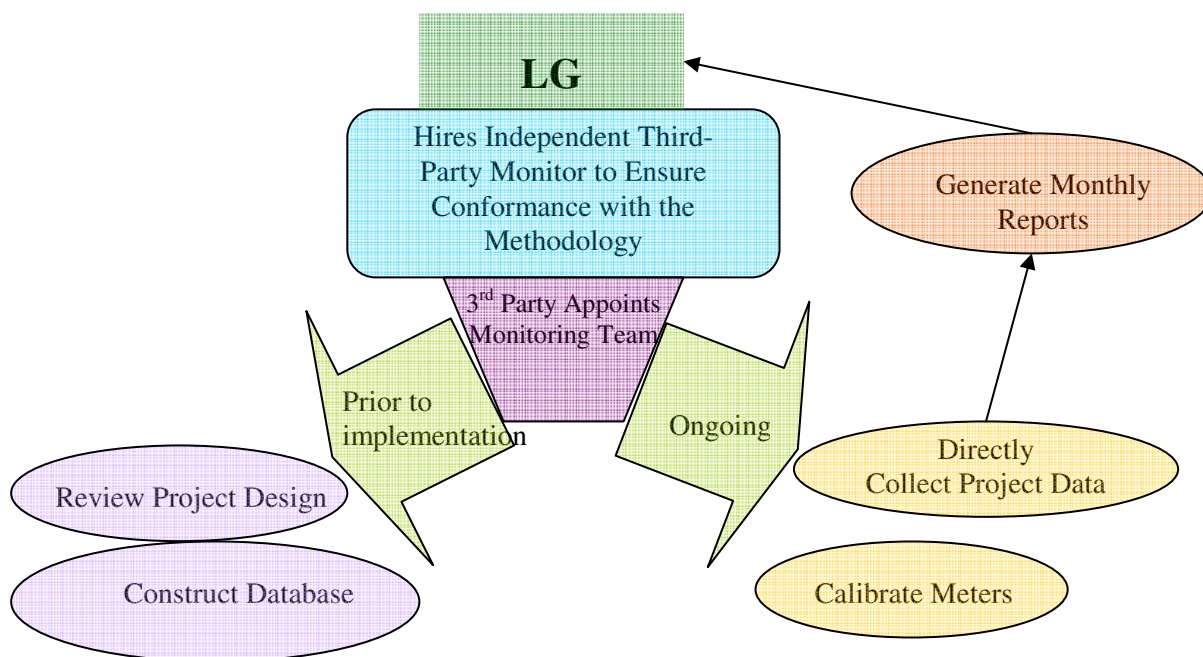 LG
Hires Independent Third-
Party Monitor to Ensure
Conformance with the
Methodology
3rd Party Appoints
Monitoring Team
Prior to
implementation
Ongoing
Review Project Design
Construct Database
Directly
Collect Project Data
Calibrate Meters
Generate Monthly
Reports